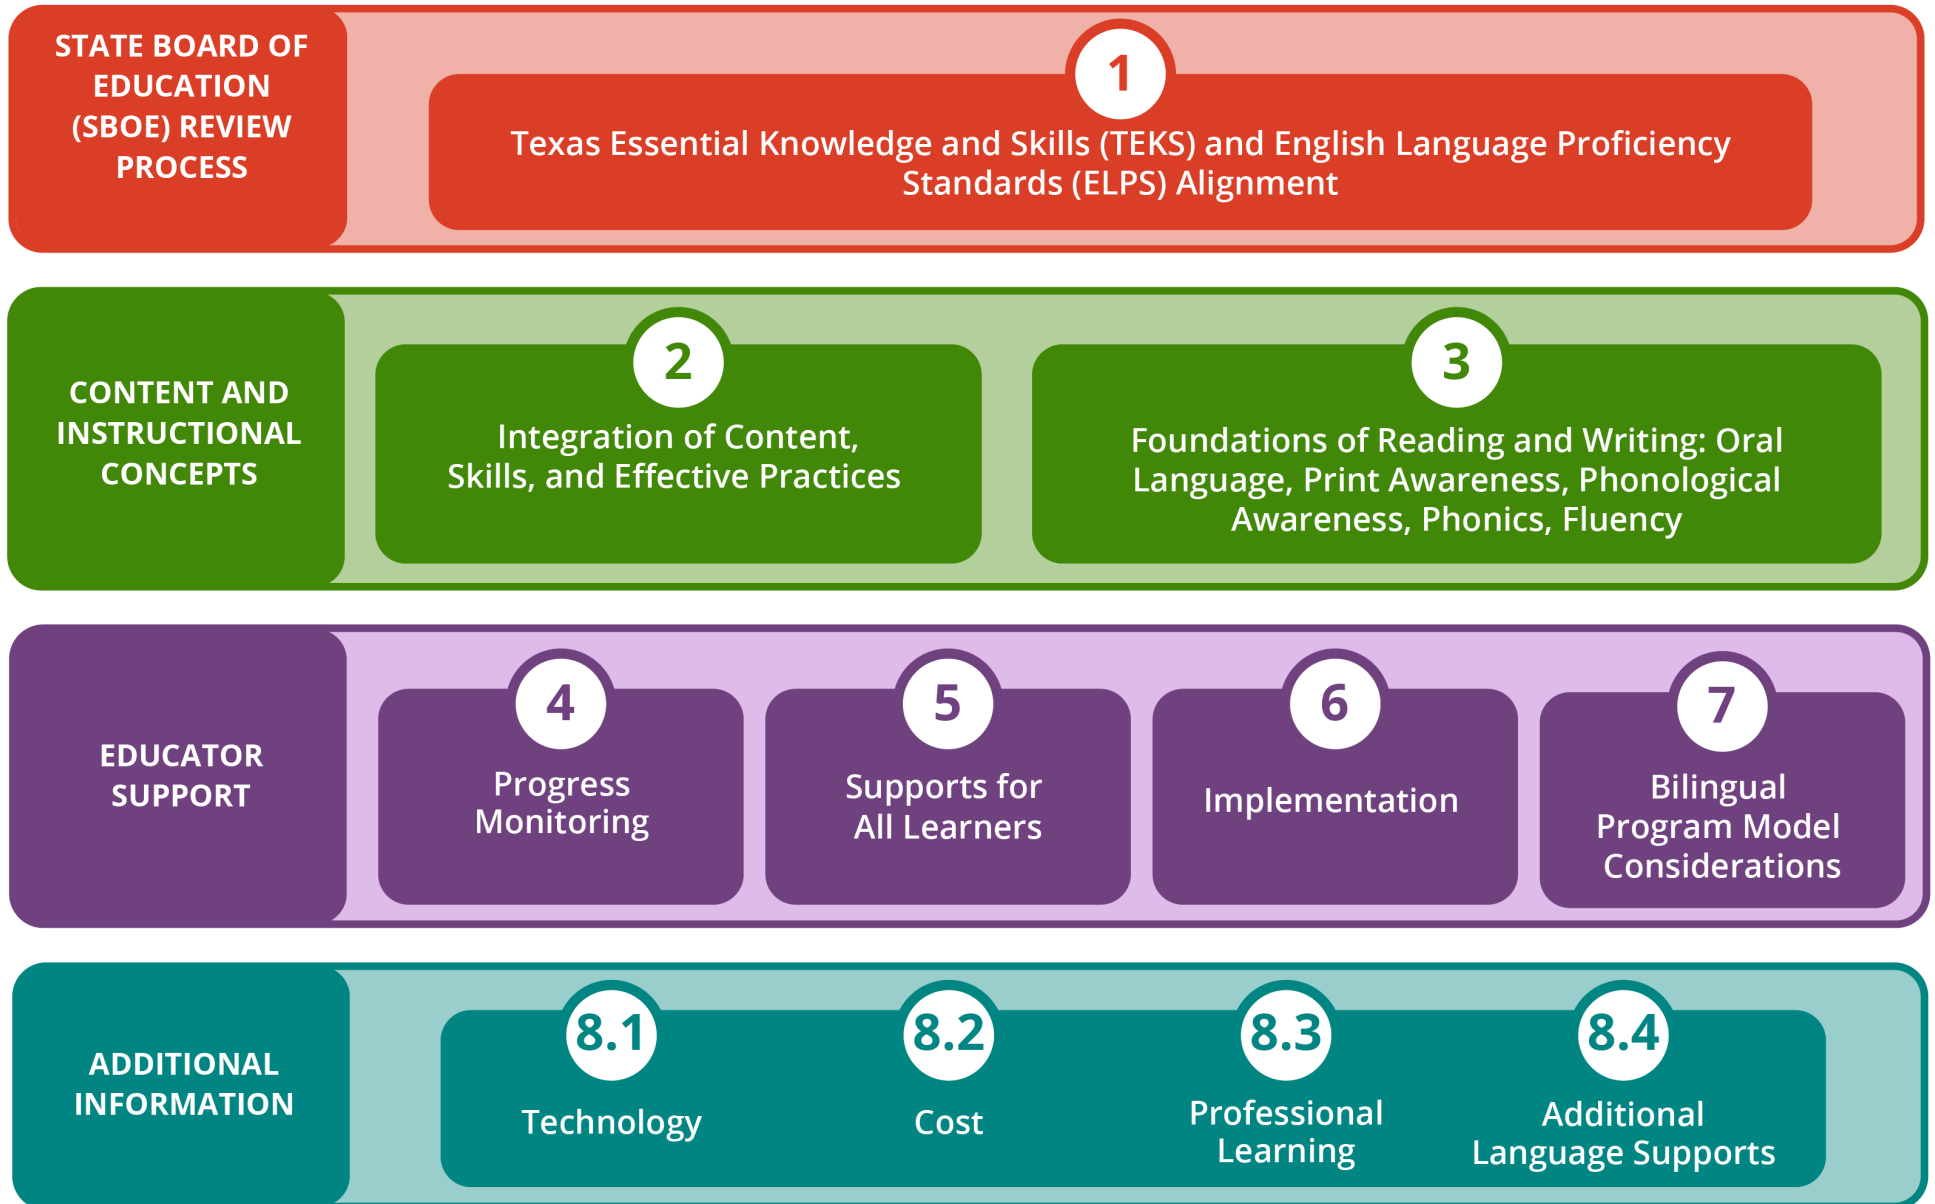 STATE BOARD OF
EDUCATION
(SBOE) REVIEW
PROCESS
1
Texas Essential Knowledge and Skills (TEKS) and English Language Proficiency
Standards (ELPS) Alignment
CONTENT AND
INSTRUCTIONAL
CONCEPTS
2
Integration of Content,
Skills, and Effective Practices
3
Foundations of Reading and Writing: Oral
Language, Print Awareness, Phonological
Awareness, Phonics, Fluency
EDUCATOR
SUPPORT
4
Progress
Monitoring
5
Supports for
All Learners
6
Implementation
7
Bilingual
Program Model
Considerations
ADDITIONAL
INFORMATION
8.1
Technology
8.2
Cost
8.3
Professional
Learning
8.4
Additional
Language Supports